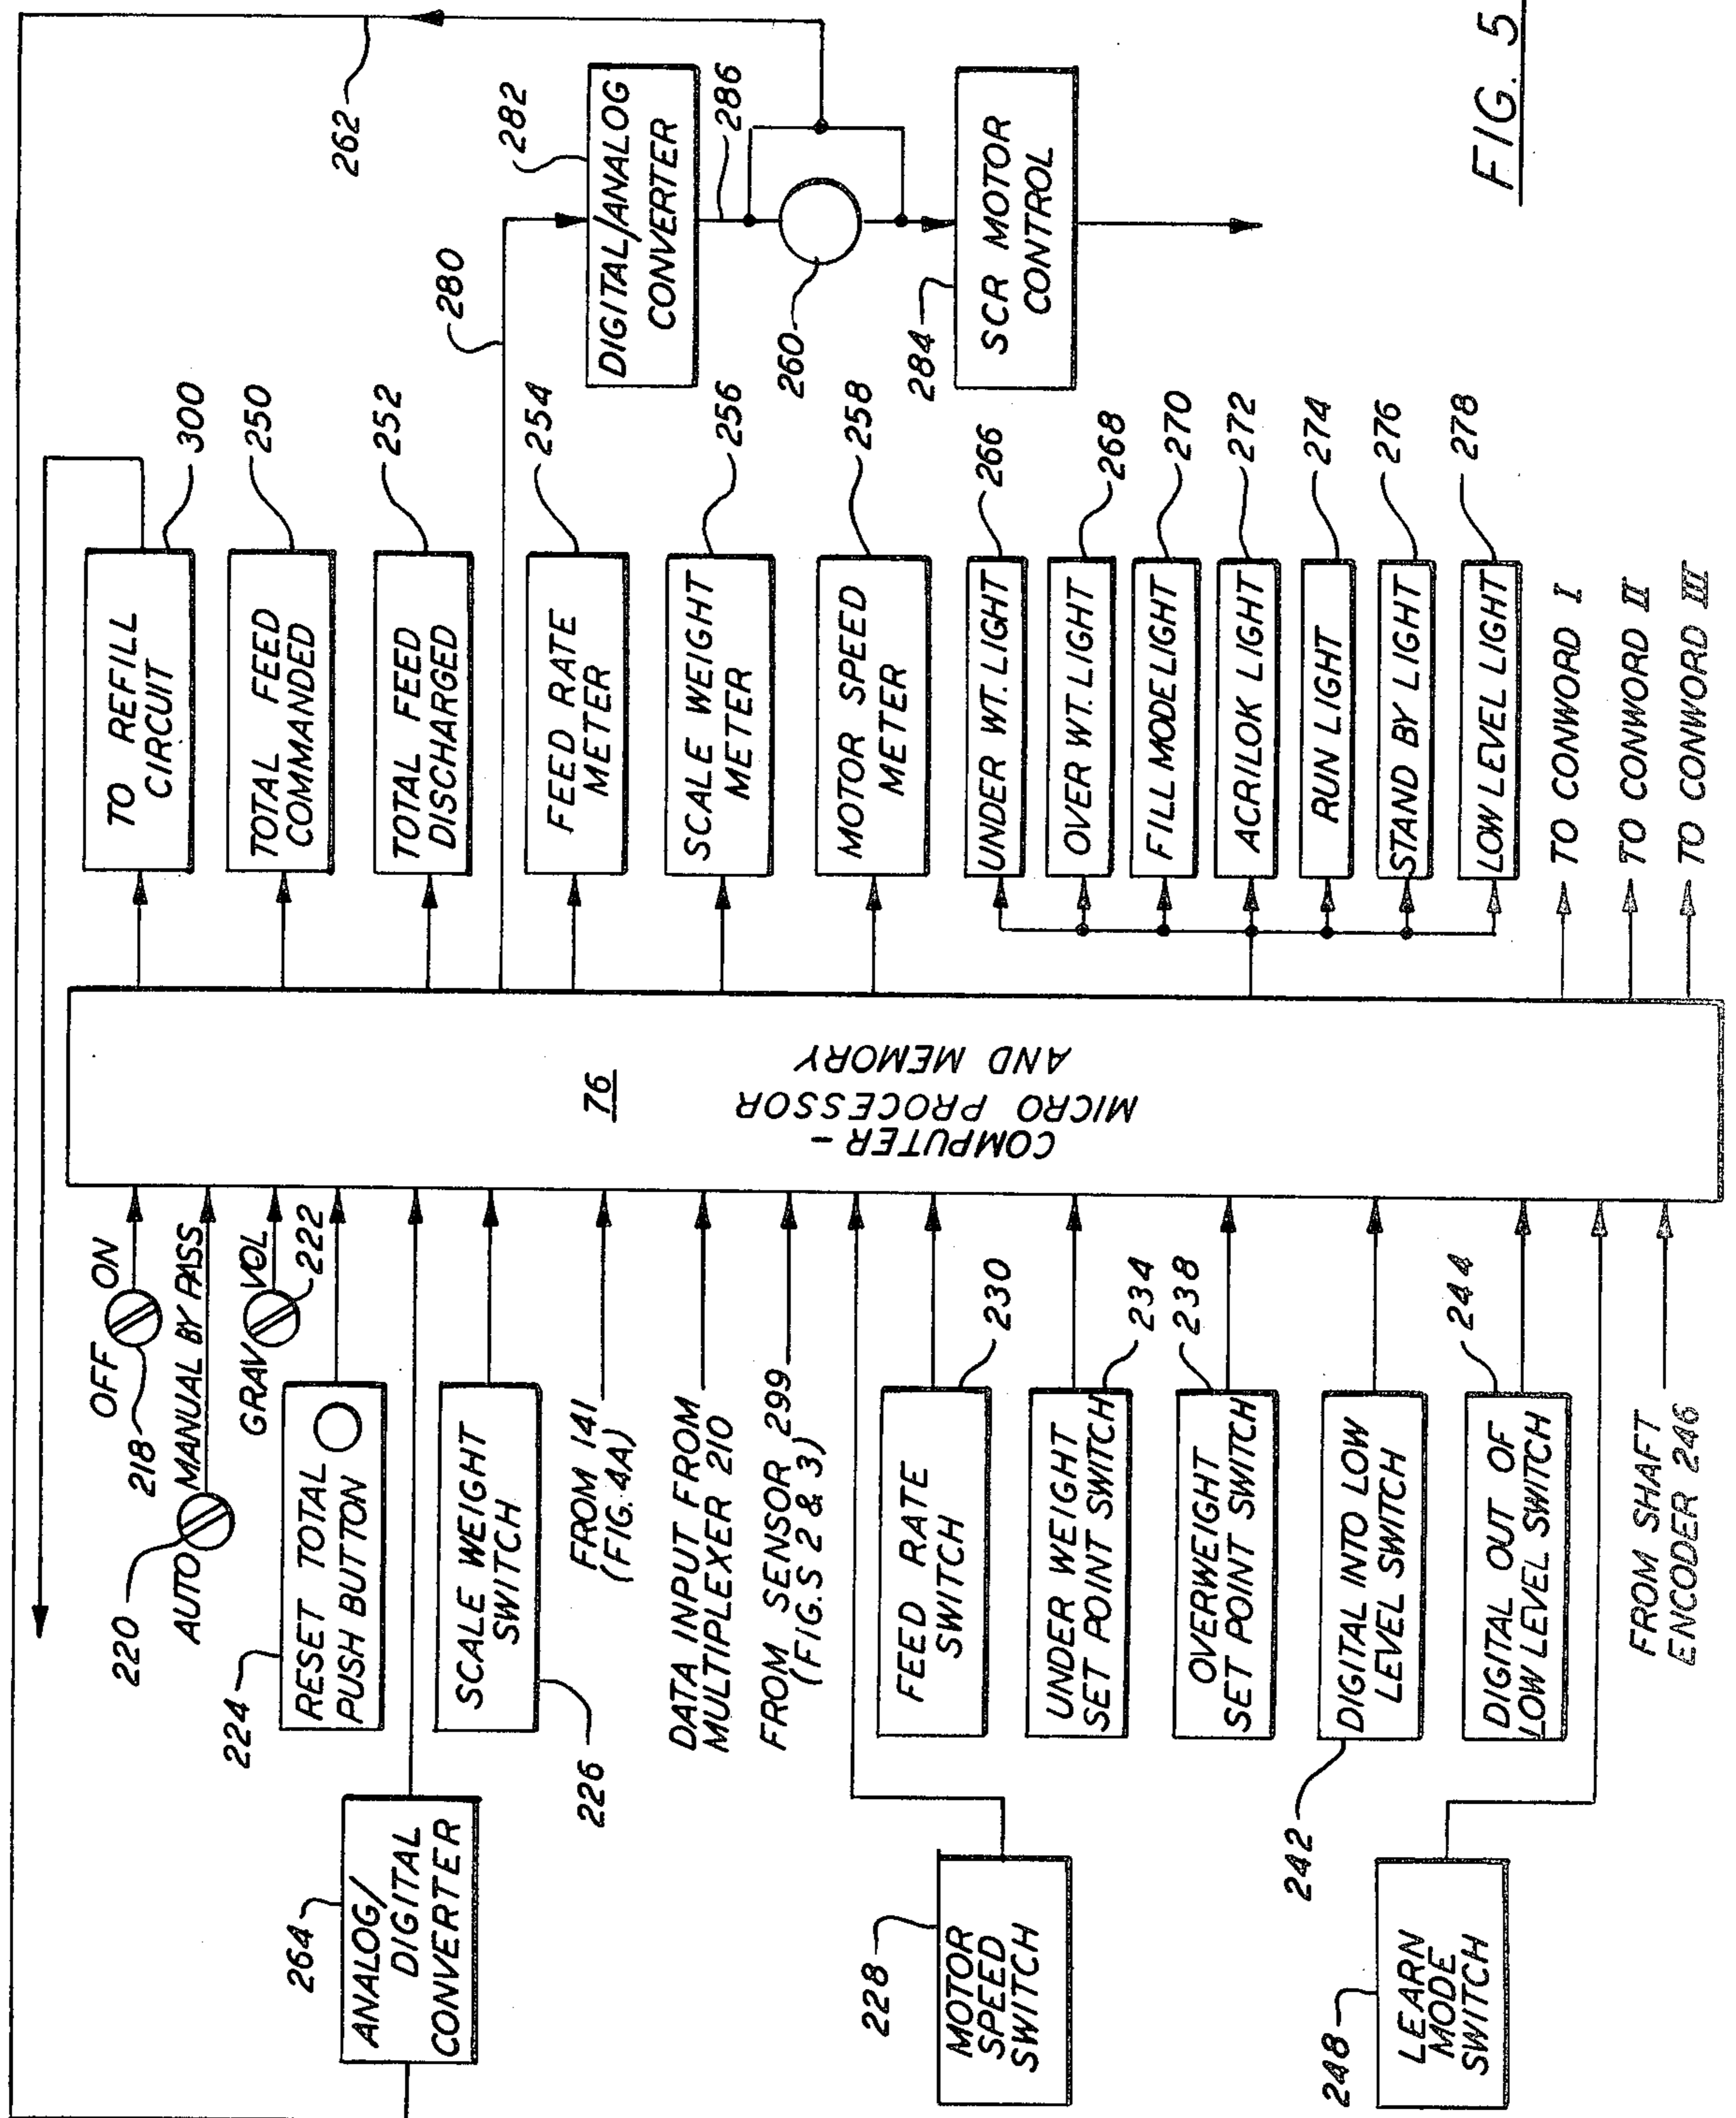 262
TO REFILL
CIRCUIT
300
TOTAL FEED
COMMANDED
250
TOTAL FEED
DISCHARGED
252
280
DIGITAL/ANALOG
CONVERTER
282
286
260
SCR MOTOR
CONTROL
284
FEED RATE
METER
254
SCALE WEIGHT
METER
256
MOTOR SPEED
METER
258
UNDER WT. LIGHT
266
OVER WT. LIGHT
268
FILL MODE LIGHT
270
ACRILOK LIGHT
272
RUN LIGHT
274
STAND BY LIGHT
276
LOW LEVEL LIGHT
278
TO CONWORD I
TO CONWORD II
TO CONWORD III
COMPUTER -
MICRO PROCESSOR
AND MEMORY
76
OFF
ON
218
AUTO
MANUAL BY PASS
220
GRAV
VOL
222
RESET TOTAL
PUSH BUTTON
224
ANALOG/
DIGITAL
CONVERTER
264
SCALE WEIGHT
SWITCH
226
FROM 141
(FIG. 4A)
DATA INPUT FROM
MULTIPLEXER 210
FROM SENSOR 299
(FIG.S 2 & 3)
MOTOR
SPEED
SWITCH
228
FEED RATE
SWITCH
230
UNDER WEIGHT
SET POINT SWITCH
234
OVERWEIGHT
SET POINT SWITCH
238
DIGITAL INTO LOW
LEVEL SWITCH
242
DIGITAL OUT OF
LOW LEVEL SWITCH
244
LEARN
MODE
SWITCH
248
FROM SHAFT
ENCODER 246
FIG. 5